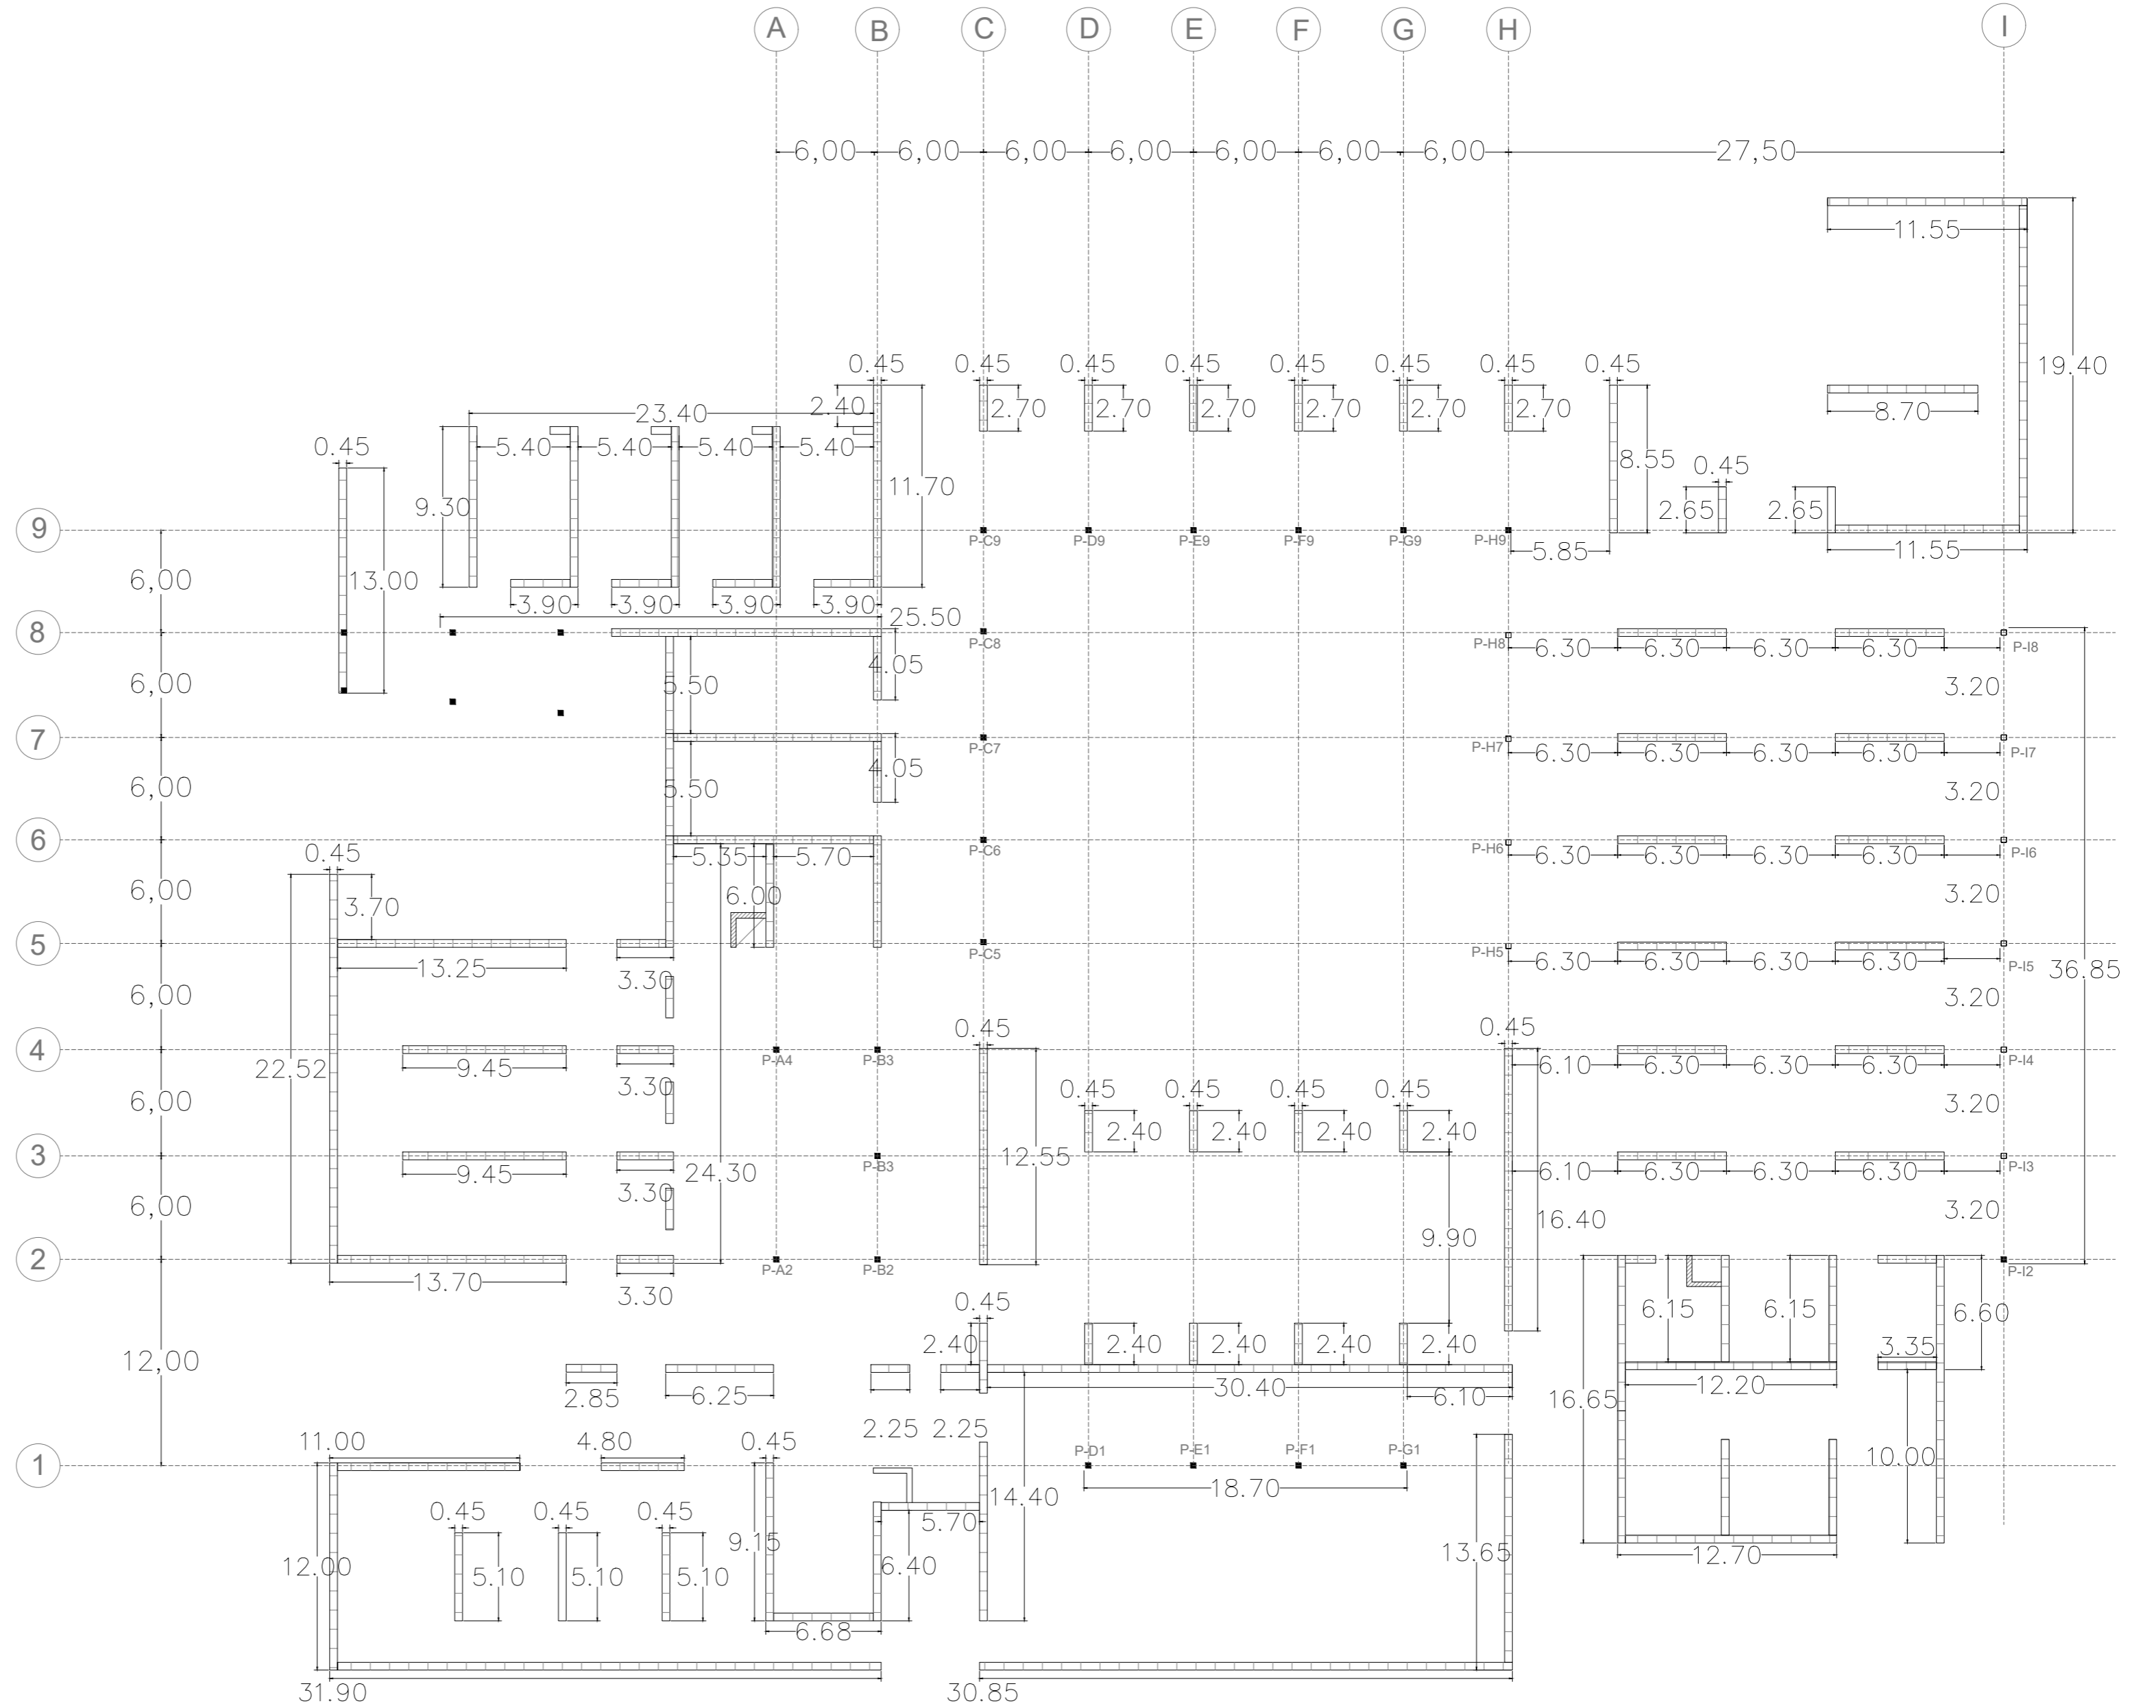 A B C D E F G H I
6,00 6,00 6,00 6,00 6,00 6,00 6,00 27,50
11.55
19.40
0.45 0.45 0.45 0.45 0.45 0.45 0.45 0.45
23.40 2.40 2.70 2.70 2.70 2.70 2.70 2.70 8.70
0.45 5.40 5.40 5.40 5.40 8.55 0.45
9.30 11.70 2.65 2.65
9 P-C9 P-D9 P-E9 P-F9 P-G9 P-H9 5.85 11.55
6,00 13.00
3.90 3.90 3.90 3.90 25.50
8 P-C8 P-H8 6.30 6.30 6.30 6.30 P-I8
4.05
6,00 5.50 3.20
7 P-C7 P-H7 6.30 6.30 6.30 6.30 P-I7
4.05
6,00 5.50 3.20
6 0.45 5.35 5.70 P-C6 P-H6 6.30 6.30 6.30 6.30 P-I6
6,00 3.70 6.00 3.20
5 13.25 3.30 P-C5 P-H5 6.30 6.30 6.30 6.30 P-I5 36.85
6,00 3.20
0.45 0.45
4 P-A4 P-B3 P-I4
22.52 9.45 3.30 6.10 6.30 6.30 6.30
0.45 0.45 0.45 0.45
6,00 2.40 2.40 2.40 2.40 3.20
3 P-B3 12.55 P-I3
9.45 3.30 24.30 6.10 6.30 6.30 6.30
6,00 9.90 16.40 3.20
2 P-A2 P-B2 P-I2
13.70 3.30
0.45 6.15 6.15 6.60
12,00 2.40 2.40 2.40 2.40 2.40 3.35
2.85 6.25 30.40 6.10 16.65 12.20
2.25 2.25
11.00 4.80 0.45 P-D1 P-E1 P-F1 P-G1 10.00
1 18.70
14.40
0.45 0.45 0.45 5.70
9.15
12.00 5.10 5.10 5.10 6.40 13.65 12.70
6.68
31.90 30.85